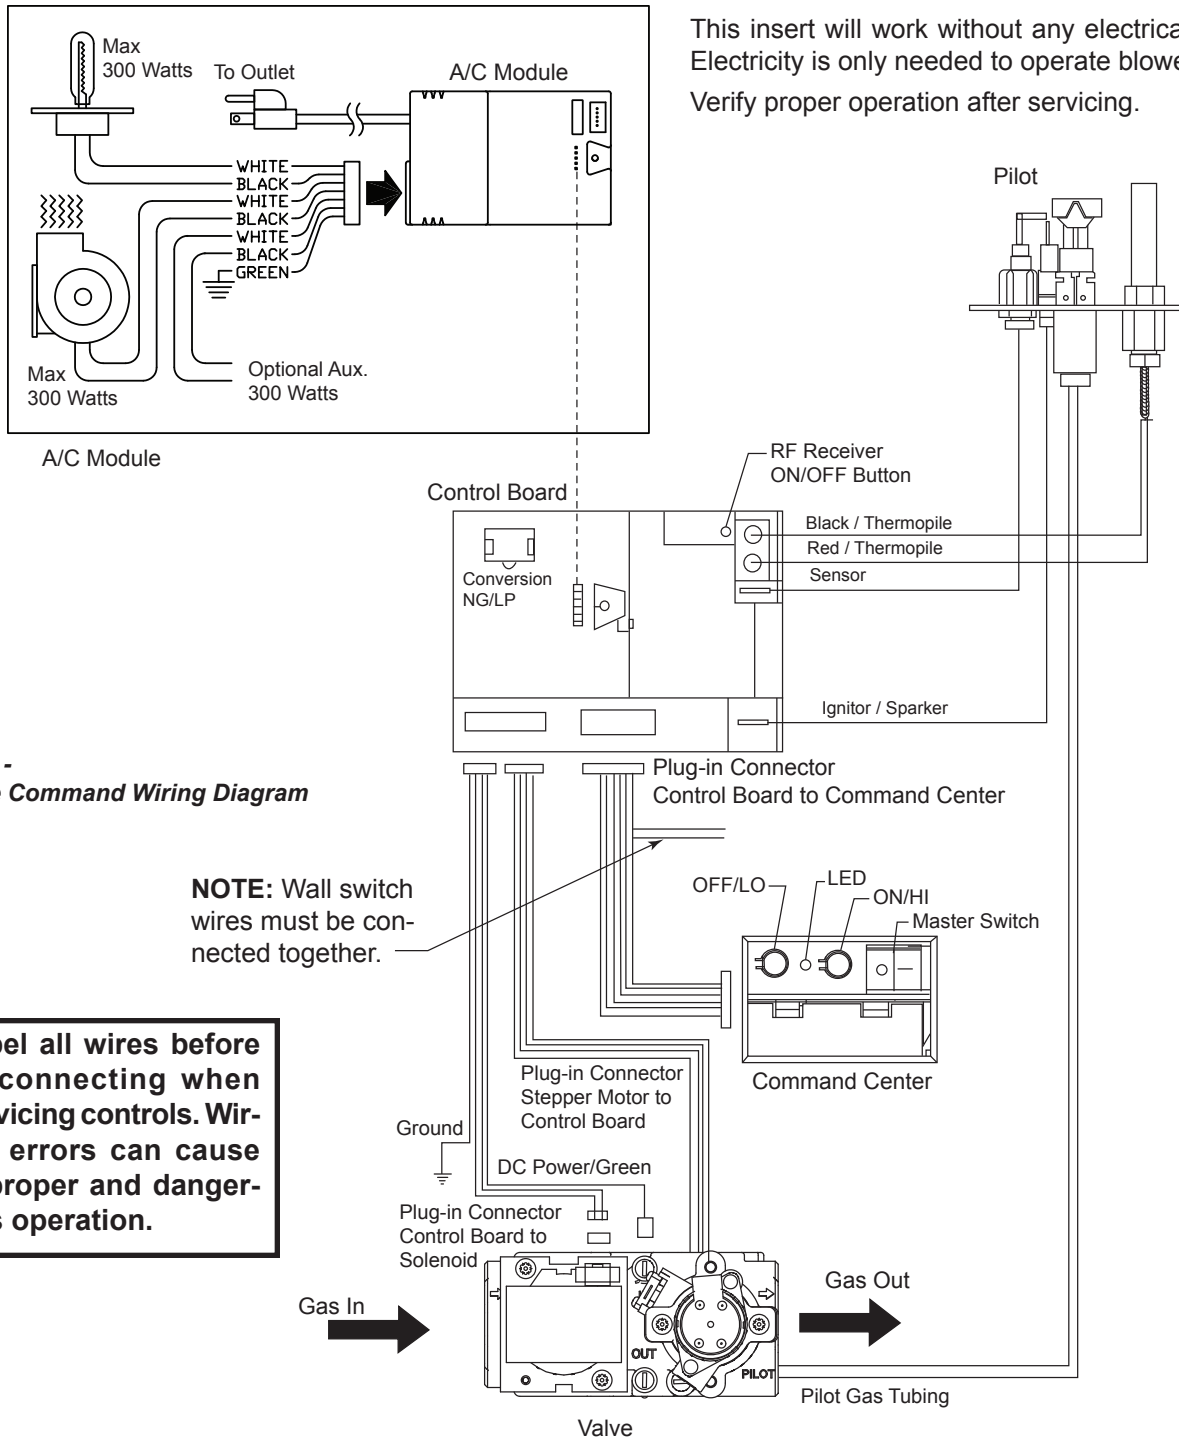 This insert will work without any
Electricity is only needed to operate
Verify proper operation after servicing.
Max
300 Watts
To Outlet
A/C Module
WHITE
BLACK
WHITE
BLACK
WHITE
BLACK
GREEN
Max
300 Watts
Optional Aux.
300 Watts
A/C Module
Pilot
RF Receiver
ON/OFF Button
Control Board
Black / Thermopile
Red / Thermopile
Sensor
Conversion
NG/LP
Ignitor / Sparker
-
Command Wiring Diagram
Plug-in Connector
Control Board to Command Center
NOTE: Wall switch
wires must be con-
nected together.
OFF/LO
LED
ON/HI
Master Switch
Command Center
all wires before
connecting when
controls. Wir-
errors can cause
and danger-
operation.
Plug-in Connector
Stepper Motor to
Control Board
Ground
DC Power/Green
Plug-in Connector
Control Board to
Solenoid
Gas In
Gas Out
OUT
PILOT
Pilot Gas Tubing
Valve